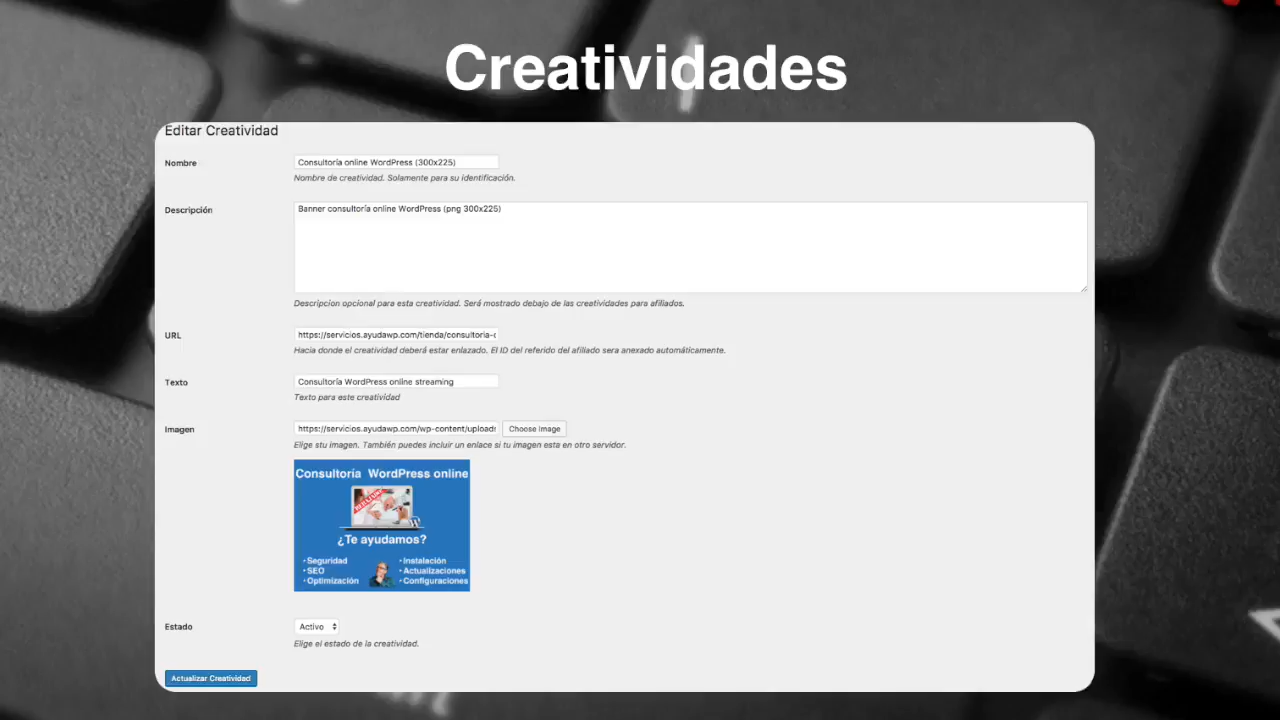 Creatividades
Editar Creatividad
Nombre
Consultoría online WordPress (300x225)
Nombre de creatividad. Solamente para su identificación.
Descripción
Banner consultoría online WordPress (png 300x225)
Descripcion opcional para esta creatividad. Será mostrado debajo de las creatividades para afiliados.
URL
https://servicios.ayudawp.com/tienda/consultoria-c
Hacia donde el creatividad deberá estar enlazado. El ID del referido del afiliado sera anexado automáticamente.
Texto
Consultoría WordPress online streaming
Texto para este creatividad
Imagen
https://servicios.ayudawp.com/wp-content/uploads
Choose Image
Elige stu imagen. También puedes incluir un enlace si tu imagen esta en otro servidor.
Consultoría WordPress online
¿Te ayudamos?
· Seguridad
· SEO
· Optimización
· Instalación
· Actualizaciones
· Configuraciones
Estado
Activo
Elige el estado de la creatividad.
Actualizar Creatividad